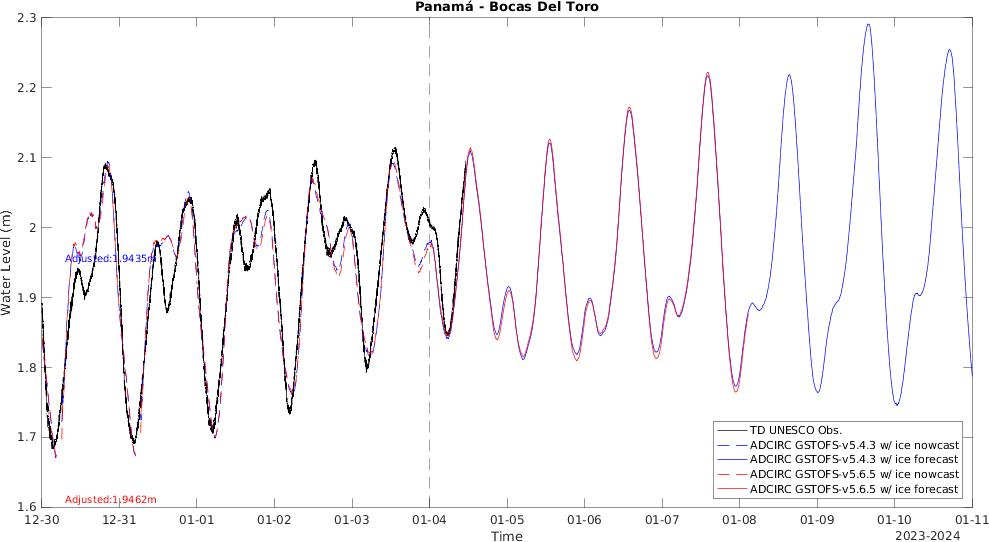 Panamá - Bocas Del Toro
2.3
2.2
2.1
2
1.9
1.8
1.7
1.6
Water Level (m)
Adjusted:1.9435m
Adjusted:1.9462m
TD UNESCO Obs.
ADCIRC GSTOFS-v5.4.3 w/ ice nowcast
ADCIRC GSTOFS-v5.4.3 w/ ice forecast
ADCIRC GSTOFS-v5.6.5 w/ ice nowcast
ADCIRC GSTOFS-v5.6.5 w/ ice forecast
12-30 12-31 01-01 01-02 01-03 01-04 01-05 01-06 01-07 01-08 01-09 01-10 01-11
Time
2023-2024